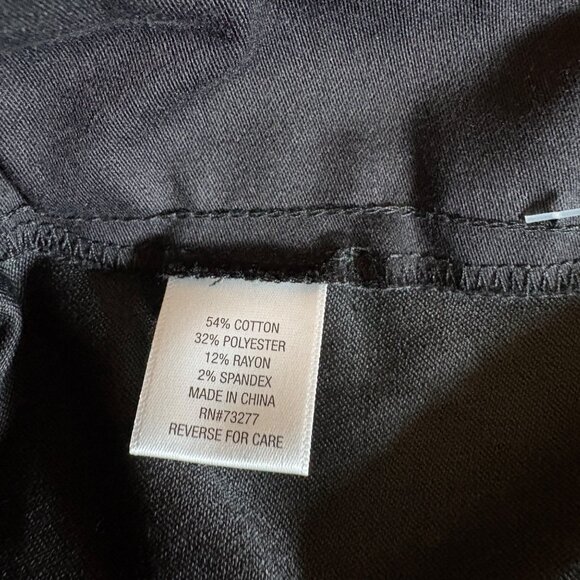 54% COTTON
32% POLYESTER
12% RAYON
2% SPANDEX
MADE IN CHINA
RN#73277
REVERSE FOR CARE